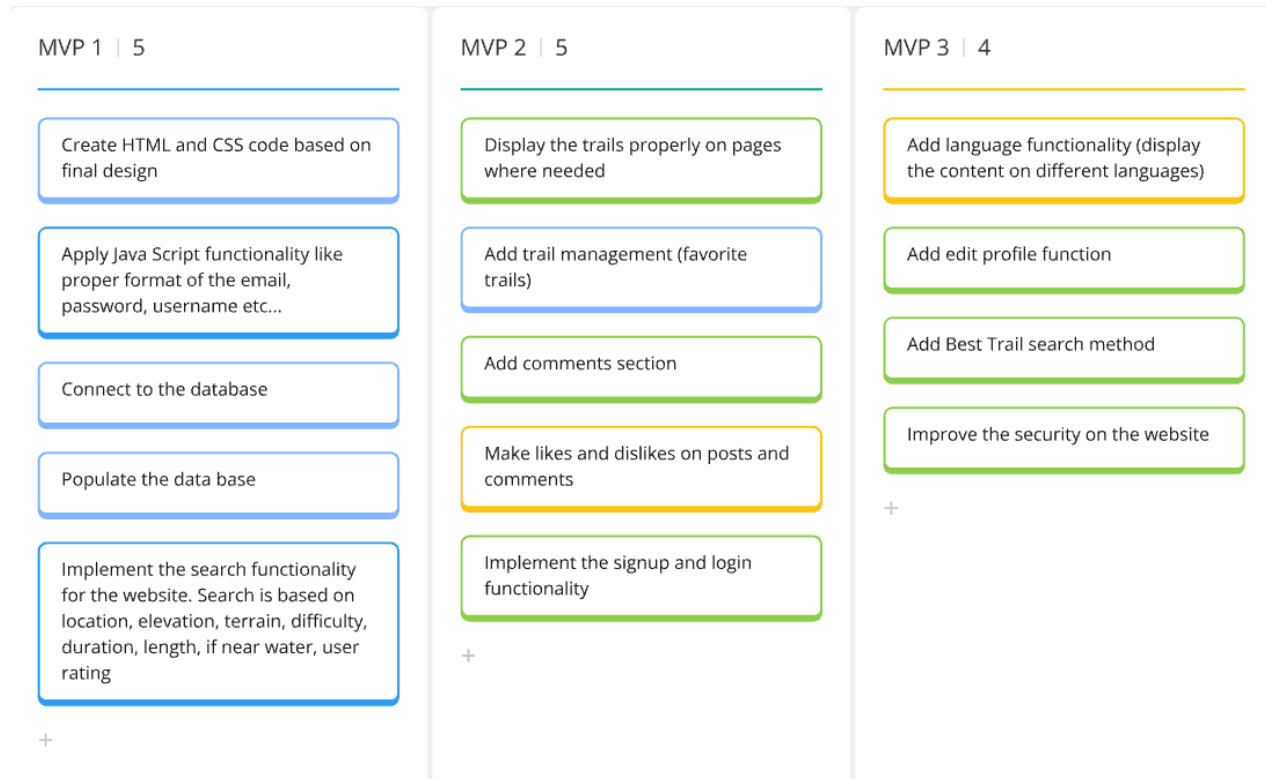 MVP 1 | 5
Create HTML and CSS code based on
final design
Apply Java Script functionality like
proper format of the email,
password, username etc...
Connect to the database
Populate the data base
Implement the search functionality
for the website. Search is based on
location, elevation, terrain, difficulty,
duration, length, if near water, user
rating
+
MVP 2 | 5
Display the trails properly on pages
where needed
Add trail management (favorite
trails)
Add comments section
Make likes and dislikes on posts and
comments
Implement the signup and login
functionality
+
MVP 3 | 4
Add language functionality (display
the content on different languages)
Add edit profile function
Add Best Trail search method
Improve the security on the website
+